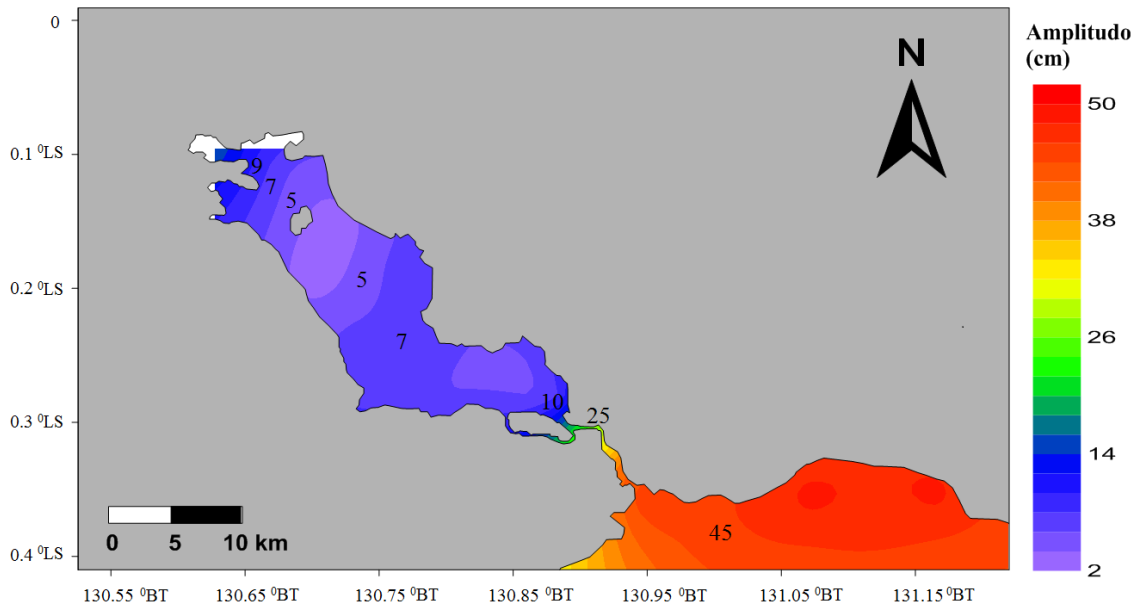 0
0.1 ⁰LS
0.2 ⁰LS
0.3 ⁰LS
0.4 ⁰LS
9
7
5
5
7
10
25
45
N
0 5 10 km
130.55 ⁰BT 130.65 ⁰BT 130.75 ⁰BT 130.85 ⁰BT 130.95 ⁰BT 131.05 ⁰BT 131.15 ⁰BT
Amplitudo
(cm)
50
38
26
14
2